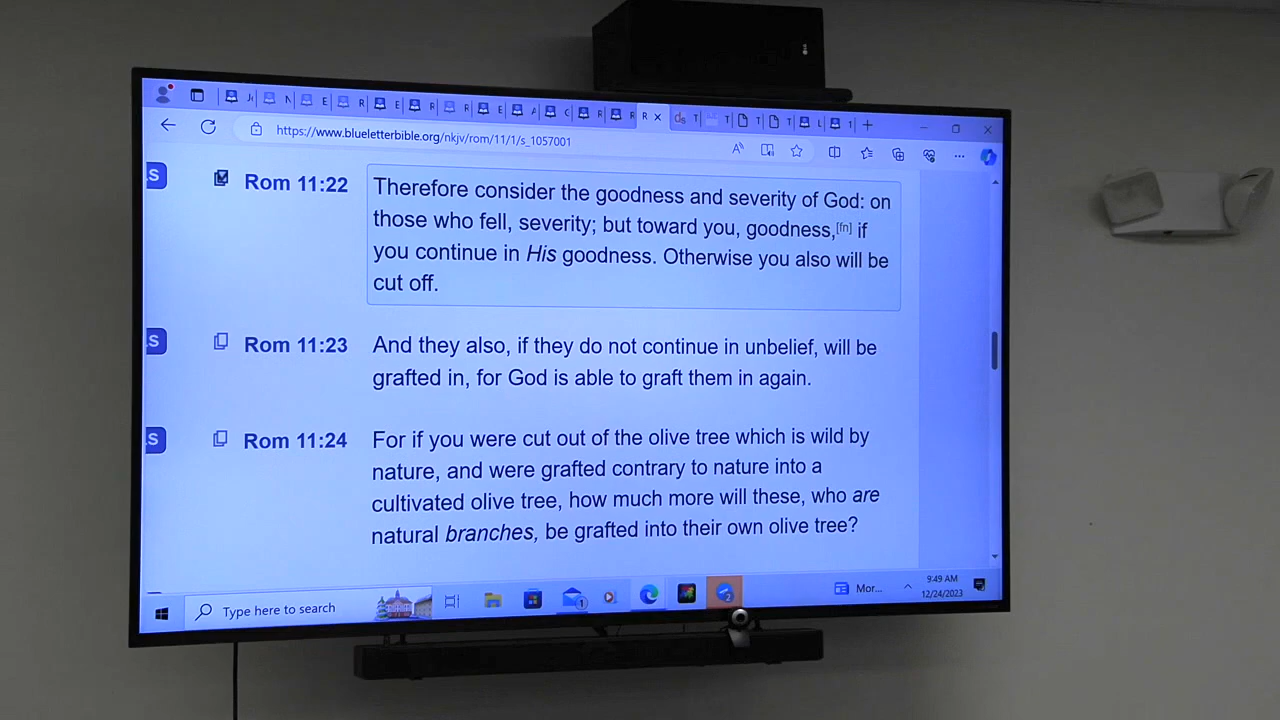 https://www.blueletterbible.org/nkjv/rom/11/1/s_1057001
S
Rom 11:22
Therefore consider the goodness and severity of God: on
those who fell, severity; but toward you, goodness,[fn] if
you continue in His goodness. Otherwise you also will be
cut off.
S
Rom 11:23
And they also, if they do not continue in unbelief, will be
grafted in, for God is able to graft them in again.
S
Rom 11:24
For if you were cut out of the olive tree which is wild by
nature, and were grafted contrary to nature into a
cultivated olive tree, how much more will these, who are
natural branches, be grafted into their own olive tree?
Type here to search
1
2
Mor...
9:49 AM
12/24/2023